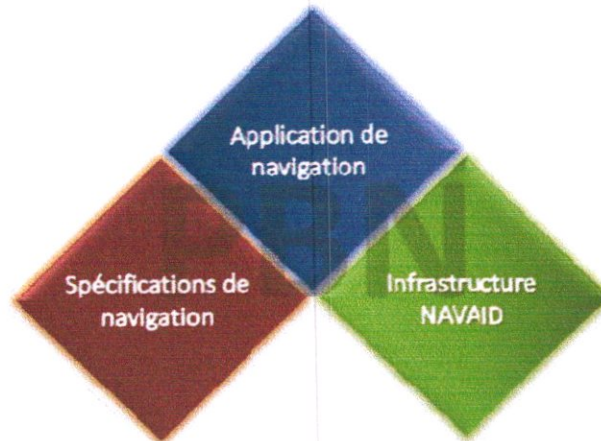 Application de
navigation
PBN
Spécifications de
navigation
Infrastructure
NAVAID